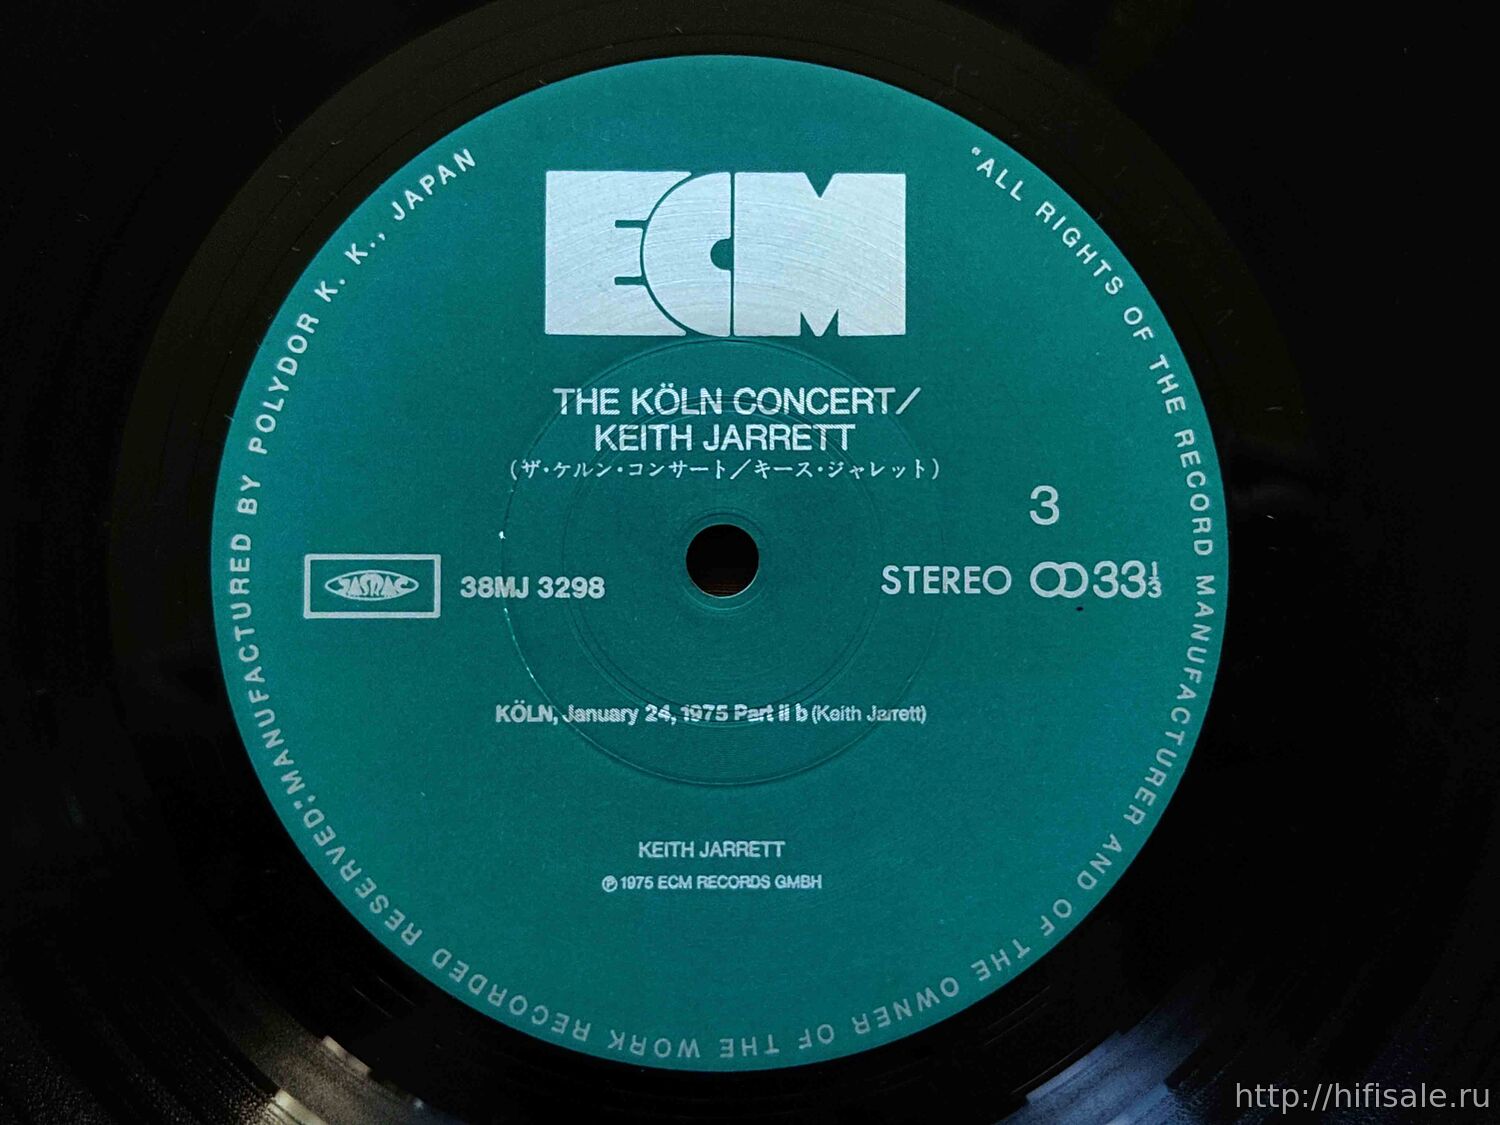 ECM
THE KÖLN CONCERT/
KEITH JARRETT
(ザ・ケルン・コンサート/キース・ジャレット)
3
JASRAC
38MJ 3298
STEREO 33 1/3
KÖLN, January 24, 1975 Part II b (Keith Jarrett)
KEITH JARRETT
℗ 1975 ECM RECORDS GMBH
"ALL RIGHTS OF THE RECORD MANUFACTURER AND OF THE OWNER OF THE WORK RECORDED RESERVED;" MANUFACTURED BY POLYDOR K. K., JAPAN
http://hifisale.ru